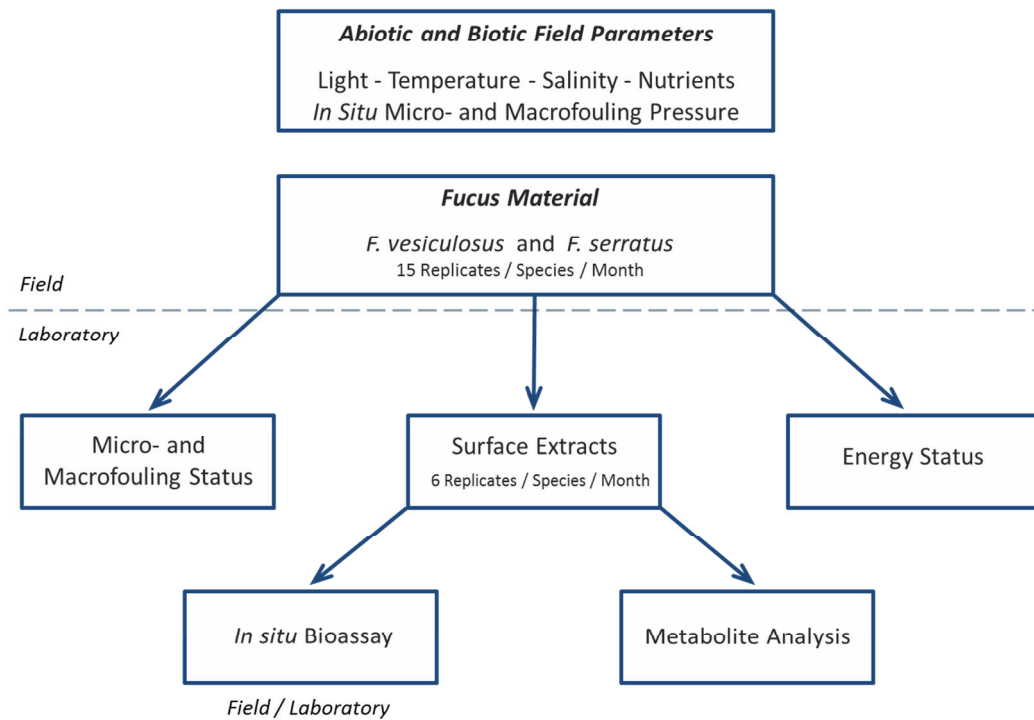 Abiotic and Biotic Field Parameters
Light - Temperature - Salinity - Nutrients
In Situ Micro- and Macrofouling Pressure
Fucus Material
F. vesiculosus and F. serratus
15 Replicates / Species / Month
Field
Laboratory
Micro- and
Macrofouling Status
Surface Extracts
6 Replicates / Species / Month
Energy Status
In situ Bioassay
Metabolite Analysis
Field / Laboratory